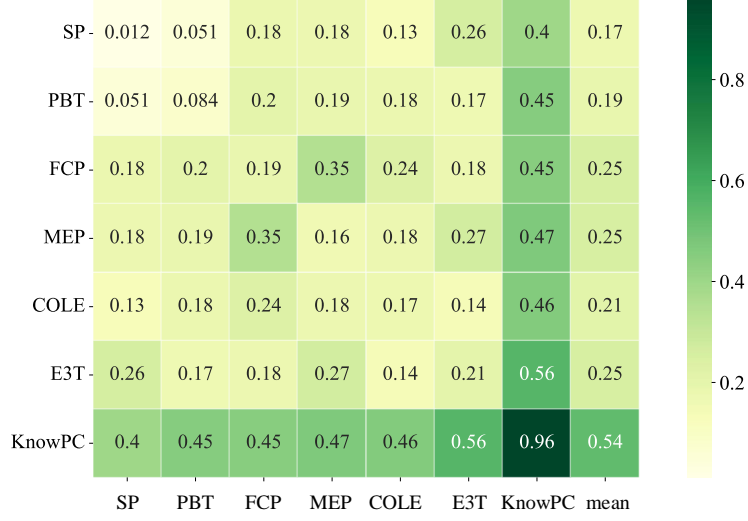 SP 0.012 0.051 0.18 0.18 0.13 0.26 0.4 0.17
PBT 0.051 0.084 0.2 0.19 0.18 0.17 0.45 0.19
FCP 0.18 0.2 0.19 0.35 0.24 0.18 0.45 0.25
MEP 0.18 0.19 0.35 0.16 0.18 0.27 0.47 0.25
COLE 0.13 0.18 0.24 0.18 0.17 0.14 0.46 0.21
E3T 0.26 0.17 0.18 0.27 0.14 0.21 0.56 0.25
KnowPC 0.4 0.45 0.45 0.47 0.46 0.56 0.96 0.54
SP PBT FCP MEP COLE E3T KnowPC mean
0.8
0.6
0.4
0.2